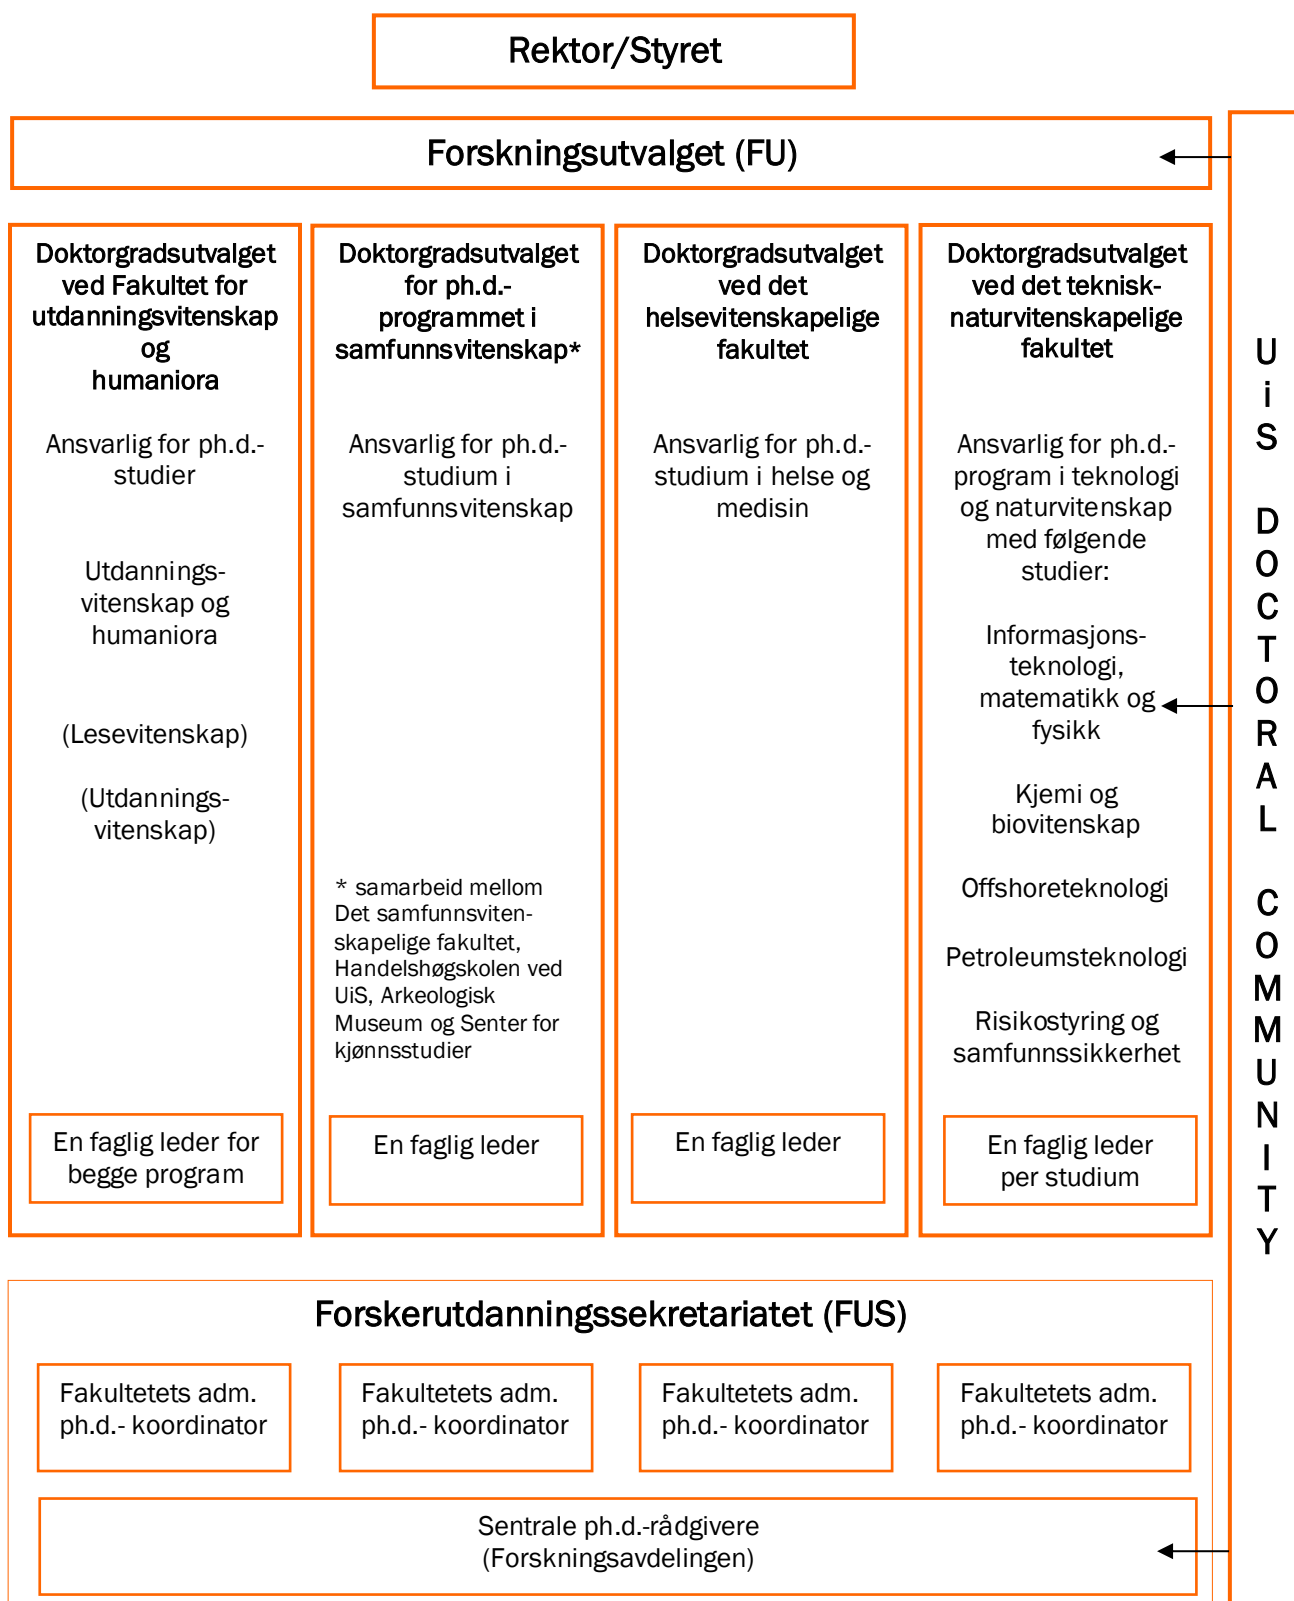 Rektor/Styret
Forskningsutvalget (FU)
Doktorgradsutvalget
ved Fakultet for
utdanningsvitenskap
og
humaniora
Ansvarlig for ph.d.-
studier
Utdannings-
vitenskap og
humaniora
(Lesevitenskap)
(Utdannings-
vitenskap)
En faglig leder for
begge program
Doktorgradsutvalget
for ph.d.-
programmet i
samfunnsvitenskap*
Ansvarlig for ph.d.-
studium i
samfunnsvitenskap
* samarbeid mellom
Det samfunnsviten-
skapelige fakultet,
Handelshøgskolen ved
UiS, Arkeologisk
Museum og Senter for
kjønnsstudier
En faglig leder
Doktorgradsutvalget
ved det
helsevitenskapelige
fakultet
Ansvarlig for ph.d.-
studium i helse og
medisin
En faglig leder
Doktorgradsutvalget
ved det teknisk-
naturvitenskapelige
fakultet
Ansvarlig for ph.d.-
program i teknologi
og naturvitenskap
med følgende
studier:
Informasjons-
teknologi,
matematikk og
fysikk
Kjemi og
biovitenskap
Offshoreteknologi
Petroleumsteknologi
Risikostyring og
samfunnssikkerhet
En faglig leder
per studium
UiS DOCTORAL COMMUNITY
Forskerutdanningssekretariatet (FUS)
Fakultetets adm.
ph.d.- koordinator
Fakultetets adm.
ph.d.- koordinator
Fakultetets adm.
ph.d.- koordinator
Fakultetets adm.
ph.d.- koordinator
Sentrale ph.d.-rådgivere
(Forskningsavdelingen)